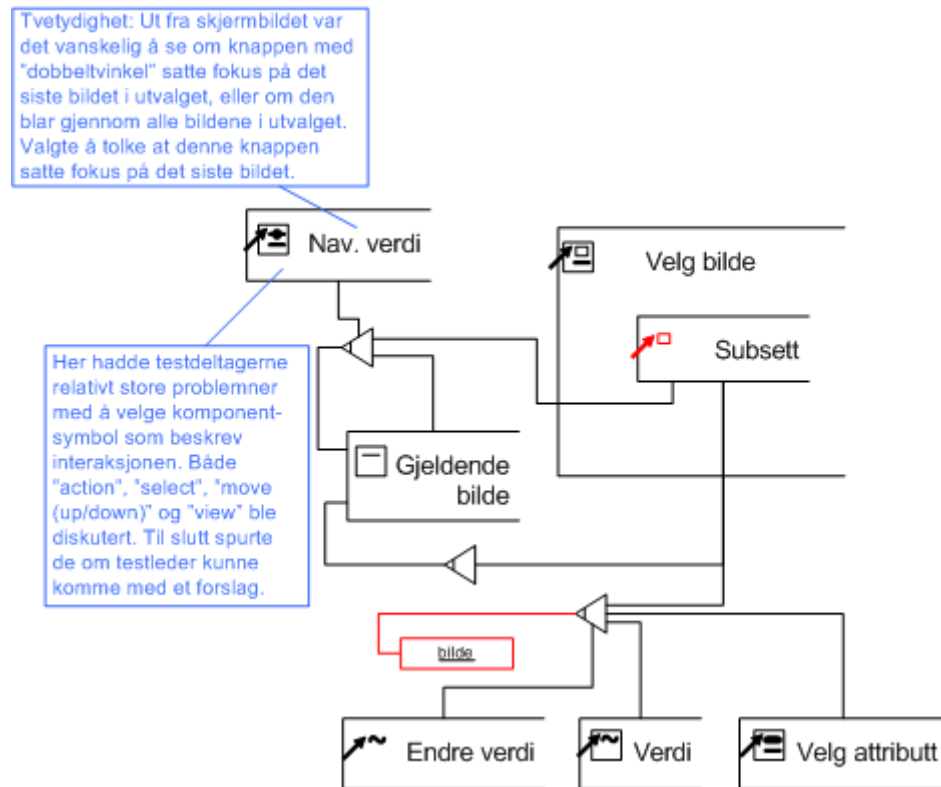 Tvetydighet: Ut fra skjermbildet var
det vanskelig å se om knappen med
"dobbeltvinkel" satte fokus på det
siste bildet i utvalget, eller om den
blar gjennom alle bildene i utvalget.
Valgte å tolke at denne knappen
satte fokus på det siste bildet.
Nav. verdi
Velg bilde
Subsett
Her hadde testdeltagerne
relativt store problemner
med å velge komponent-
symbol som beskrev
interaksjonen. Både
"action", "select", "move
(up/down)" og "view" ble
diskutert. Til slutt spurte
de om testleder kunne
komme med et forslag.
Gjeldende
bilde
bilde
Endre verdi
Verdi
Velg attributt